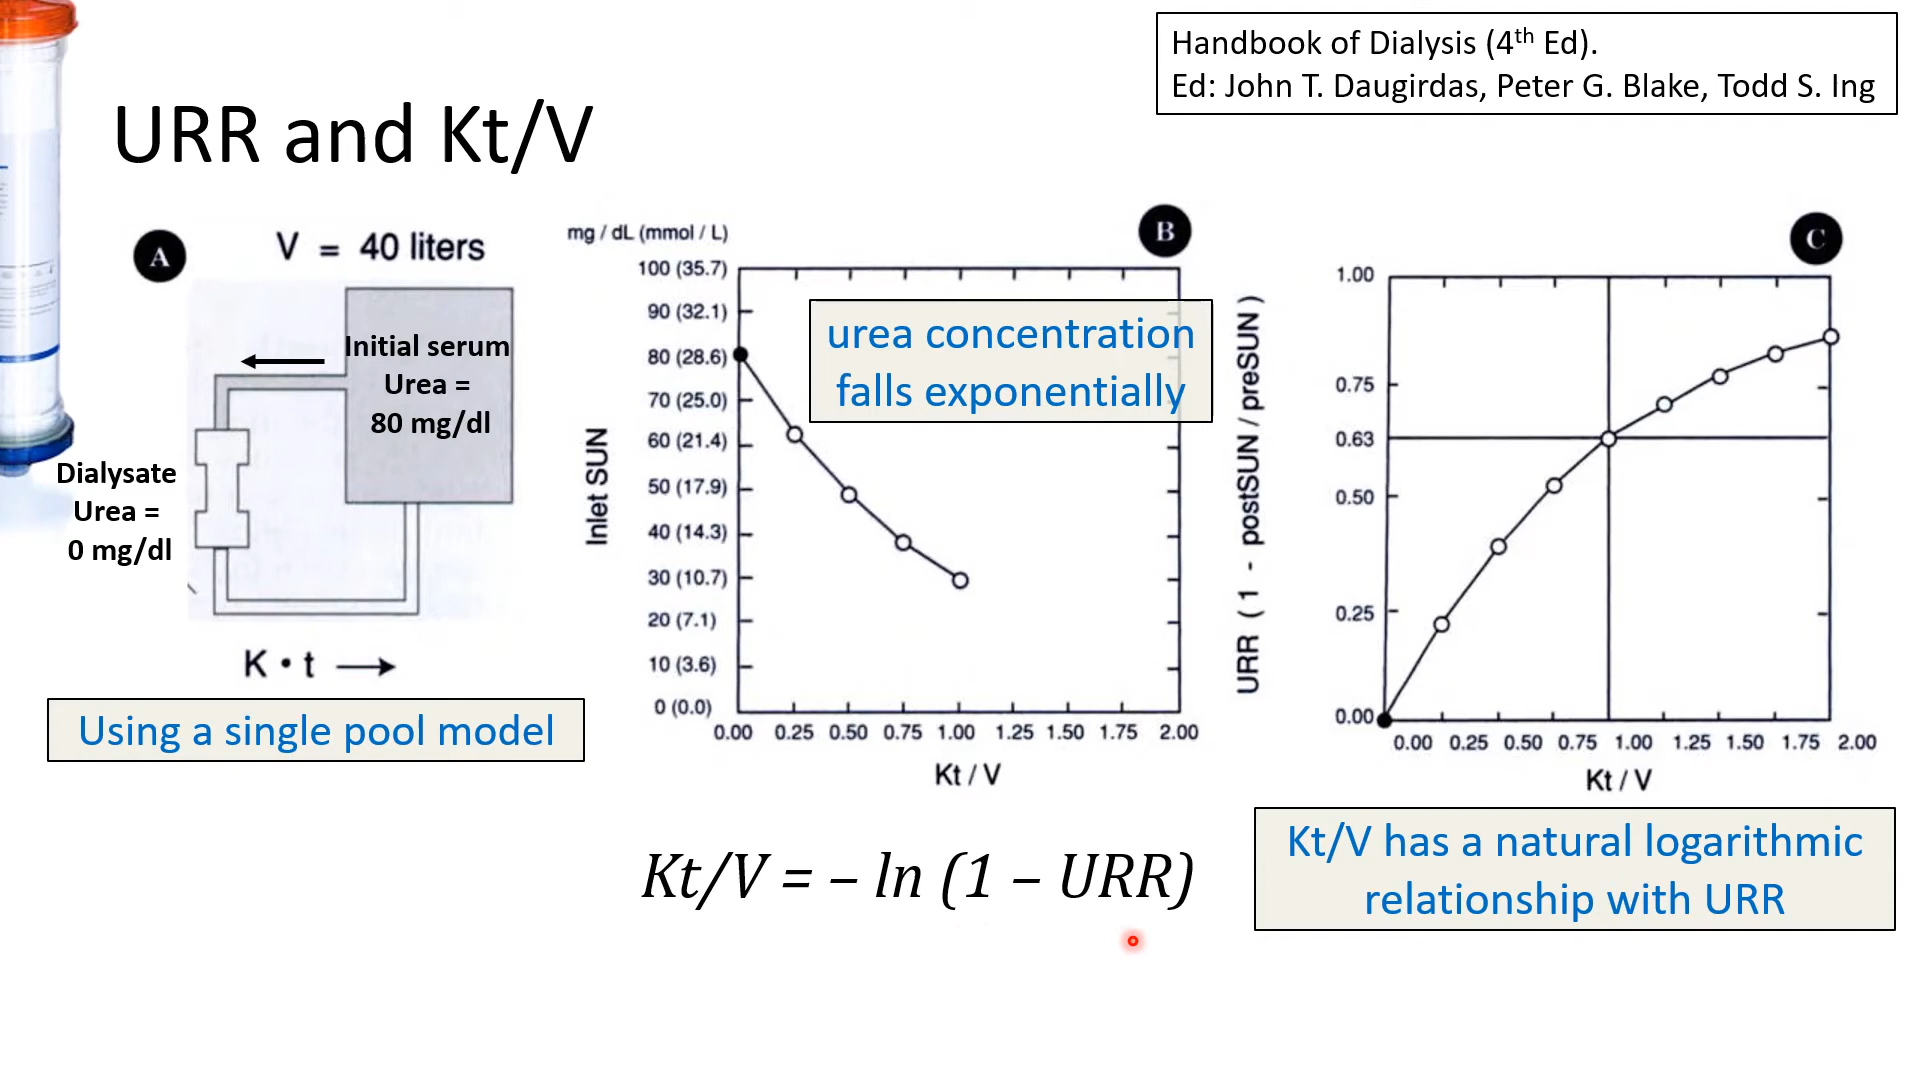 Handbook of Dialysis (4th Ed).
Ed: John T. Daugirdas, Peter G. Blake, Todd S. Ing
URR and Kt/V
A
V = 40 liters
Initial serum
Urea =
80 mg/dl
Dialysate
Urea =
0 mg/dl
K • t
Using a single pool model
mg / dL (mmol / L)
B
100 (35.7)
90 (32.1)
80 (28.6)
70 (25.0)
60 (21.4)
50 (17.9)
40 (14.3)
30 (10.7)
20 (7.1)
10 (3.6)
0 (0.0)
Inlet SUN
urea concentration
falls exponentially
0.00 0.25 0.50 0.75 1.00 1.25 1.50 1.75 2.00
Kt / V
C
URR ( 1 - postSUN / preSUN )
1.00
0.75
0.63
0.50
0.25
0.00
0.00 0.25 0.50 0.75 1.00 1.25 1.50 1.75 2.00
Kt / V
Kt/V = – ln (1 – URR)
Kt/V has a natural logarithmic
relationship with URR